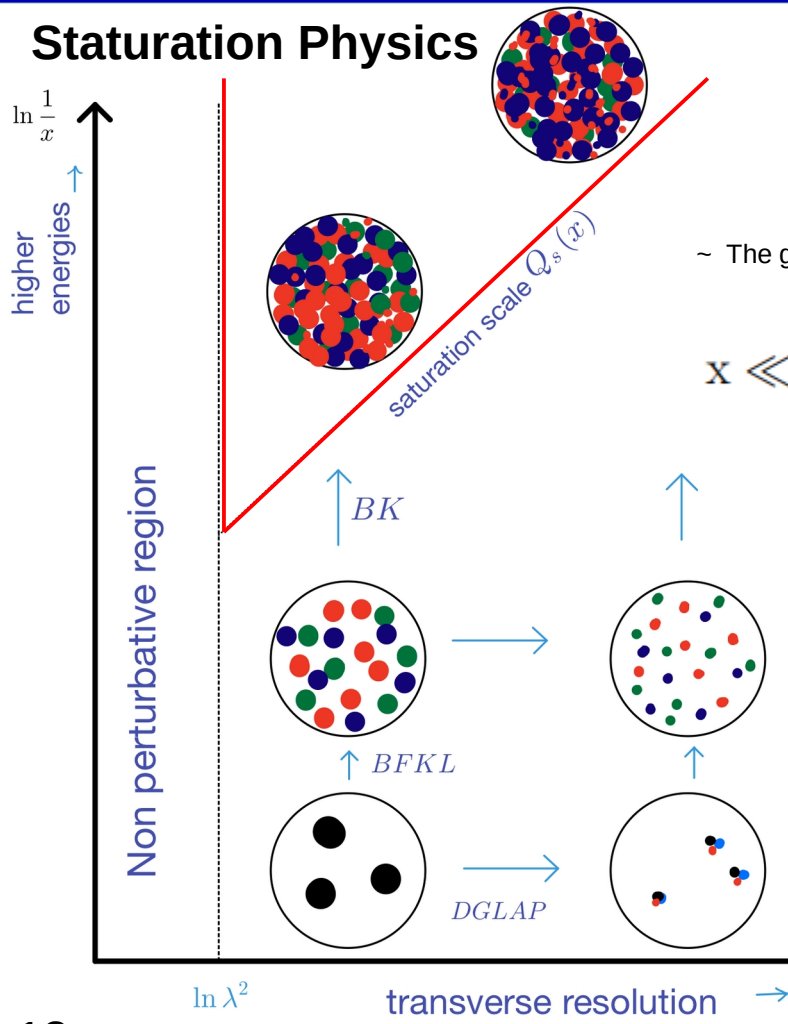 Staturation Physics
ln 1/x
higher
energies
~ The g
saturation scale Q_s(x)
x ≪
BK
Non perturbative region
BFKL
DGLAP
ln λ²
transverse resolution